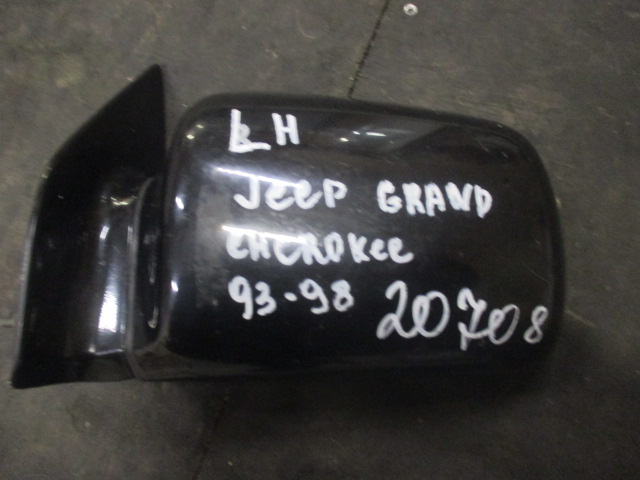 LH
JEEP GRAND
CHEROKee
93-98 20708